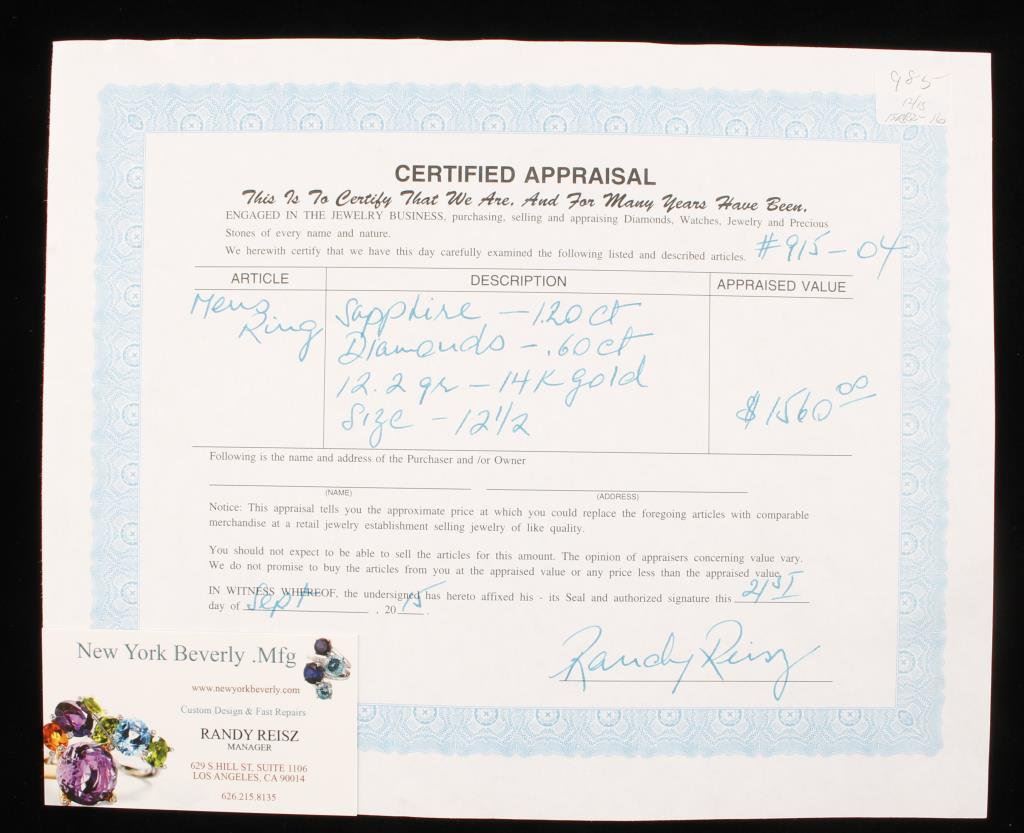 985
12/15
CERTIFIED APPRAISAL
This Is To Certify That We Are, And For Many Years Have Been,
ENGAGED IN THE JEWELRY BUSINESS, purchasing, selling and appraising Diamonds, Watches, Jewelry and Precious
Stones of every name and nature.
We herewith certify that we have this day carefully examined the following listed and described articles. #915-04
ARTICLE DESCRIPTION APPRAISED VALUE
Mens Ring
Sapphire - 1.20 ct
Diamonds - .60 ct
12.2 gr - 14K gold
Size - 12 1/2
$1560.00
Following is the name and address of the Purchaser and /or Owner
(NAME) (ADDRESS)
Notice: This appraisal tells you the approximate price at which you could replace the foregoing articles with comparable
merchandise at a retail jewelry establishment selling jewelry of like quality.
You should not expect to be able to sell the articles for this amount. The opinion of appraisers concerning value vary.
We do not promise to buy the articles from you at the appraised value or any price less than the appraised value.
IN WITNESS WHEREOF, the undersigned has hereto affixed his - its Seal and authorized signature this 21st
day of Sept , 20 15 .
Randy Reisz
New York Beverly .Mfg
www.newyorkbeverly.com
Custom Design & Fast Repairs
RANDY REISZ
MANAGER
629 S.HILL ST, SUITE 1106
LOS ANGELES, CA 90014
626.215.8135